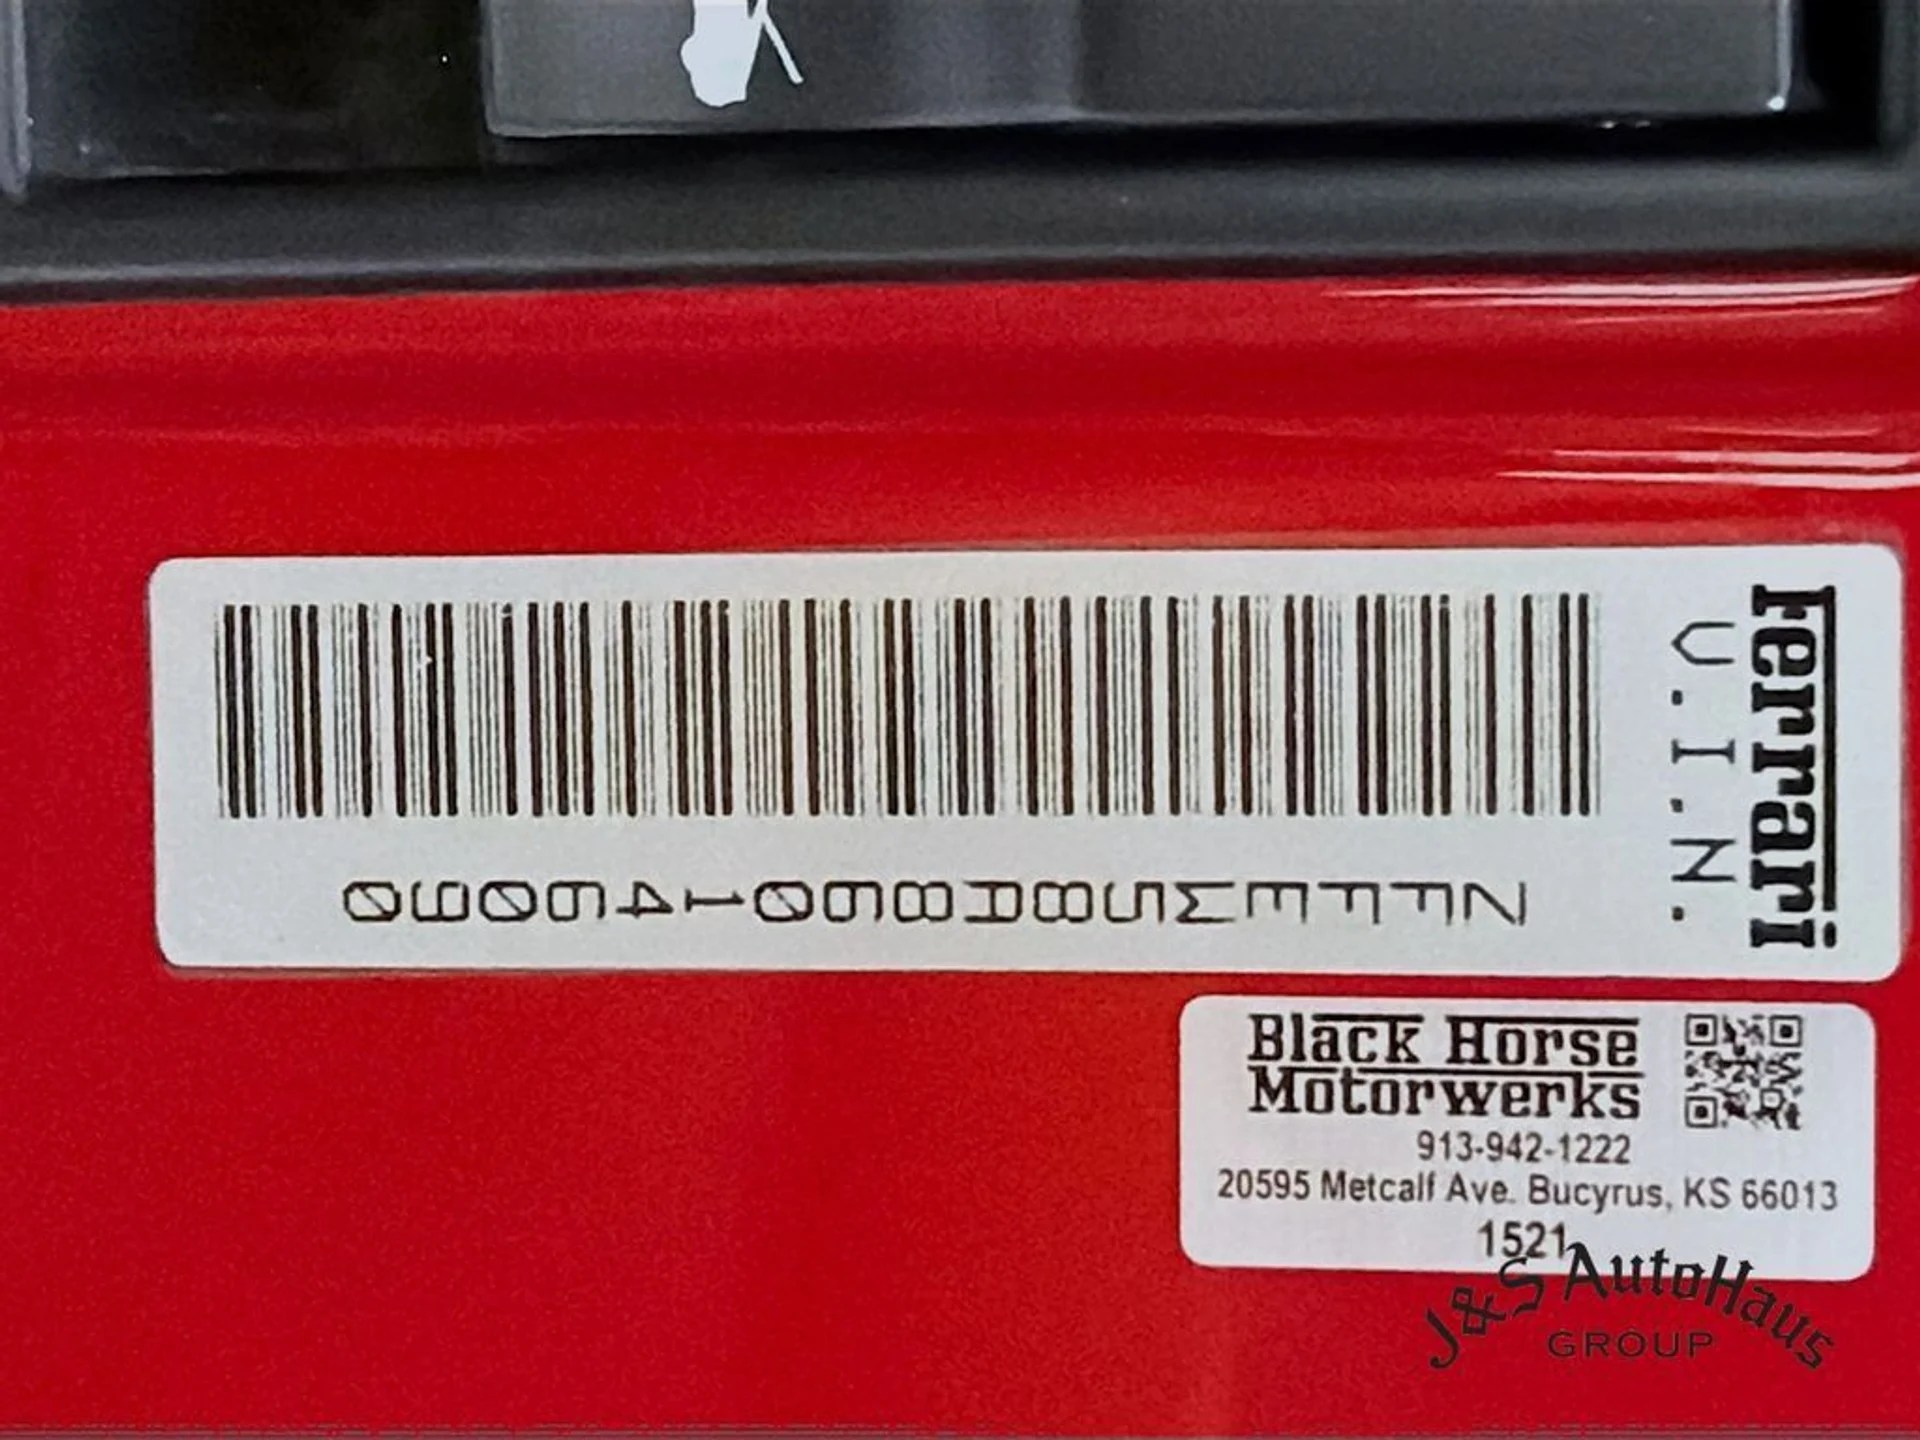 Ferrari
V.I.N.
ZFFEW58A860146090
Black Horse
Motorwerks
913-942-1222
20595 Metcalf Ave. Bucyrus, KS 66013
1521
J&S AutoHaus
GROUP